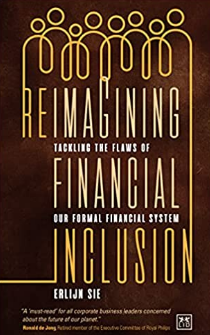 REIMAGINING
TACKLING THE FLAWS OF
FINANCIAL
OUR FORMAL FINANCIAL SYSTEM
INCLUSION
ERLIJN SIE
"A 'must-read' for all corporate business leaders concerned
about the future of our planet."
Ronald de Jong Retired member of the Executive Committee of Royal Philips
LID